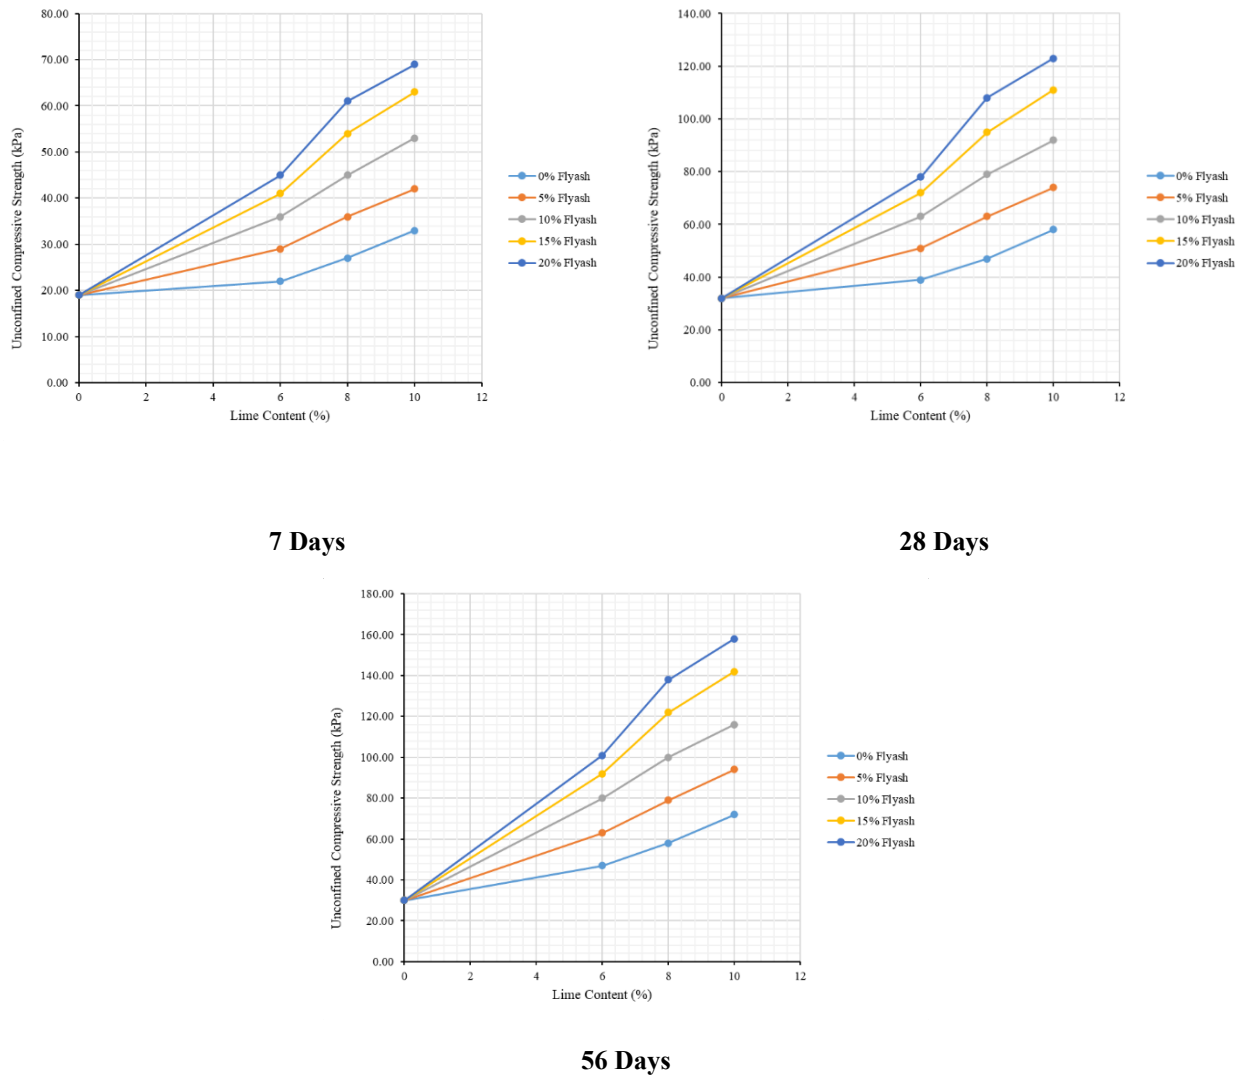 80.00
70.00
60.00
50.00
40.00
30.00
20.00
10.00
0.00
0 2 4 6 8 10 12
Unconfined Compressive Strength (kPa)
Lime Content (%)
0% Flyash
5% Flyash
10% Flyash
15% Flyash
20% Flyash
7 Days
140.00
120.00
100.00
80.00
60.00
40.00
20.00
0.00
0 2 4 6 8 10 12
Unconfined Compressive Strength (kPa)
Lime Content (%)
0% Flyash
5% Flyash
10% Flyash
15% Flyash
20% Flyash
28 Days
180.00
160.00
140.00
120.00
100.00
80.00
60.00
40.00
20.00
0.00
0 2 4 6 8 10 12
Unconfined Compressive Strength (kPa)
Lime Content (%)
0% Flyash
5% Flyash
10% Flyash
15% Flyash
20% Flyash
56 Days